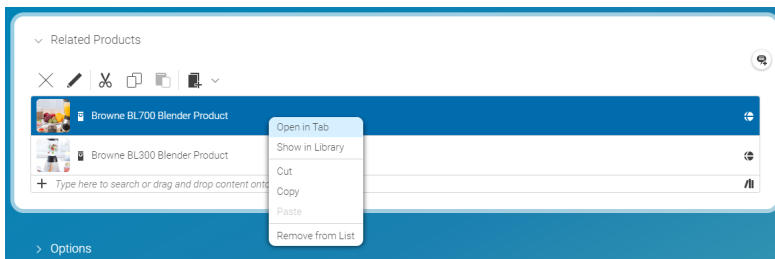 Related Products
Browne BL700 Blender Product
Open in Tab
Show in Library
Browne BL300 Blender Product
Cut
Type here to search or drag and drop content onto
Copy
Paste
Remove from List
Options